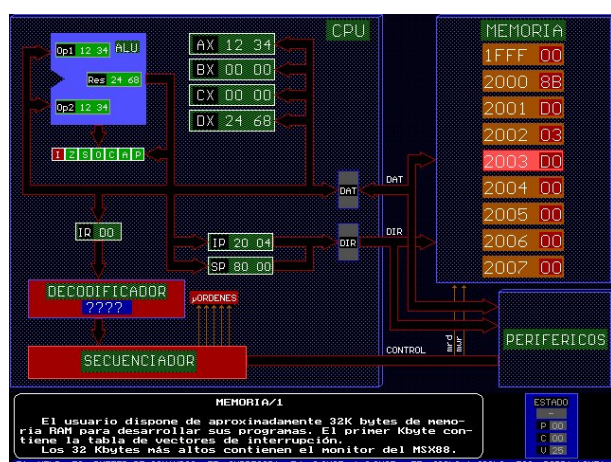 CPU
MEMORIA
Op1 12 34
ALU
Res 24 68
Op2 12 34
AX 12 34
BX 00 00
CX 00 00
DX 24 68
1FFF 00
2000 8B
2001 D0
2002 03
2003 D0
2004 00
2005 00
2006 00
2007 00
I Z S O C A P
DAT
DAT
IR D0
IP 20 04
SP 80 00
DIR
DIR
DECODIFICADOR
????
µORDENES
SECUENCIADOR
CONTROL
mrd
mwr
PERIFERICOS
MEMORIA/1
El usuario dispone de aproximadamente 32K bytes de memo-
ria RAM para desarrollar sus programas. El primer Kbyte con-
tiene la tabla de vectores de interrupción.
Los 32 Kbytes más altos contienen el monitor del MSX88.
ESTADO
-
P 00
C 00
V 25